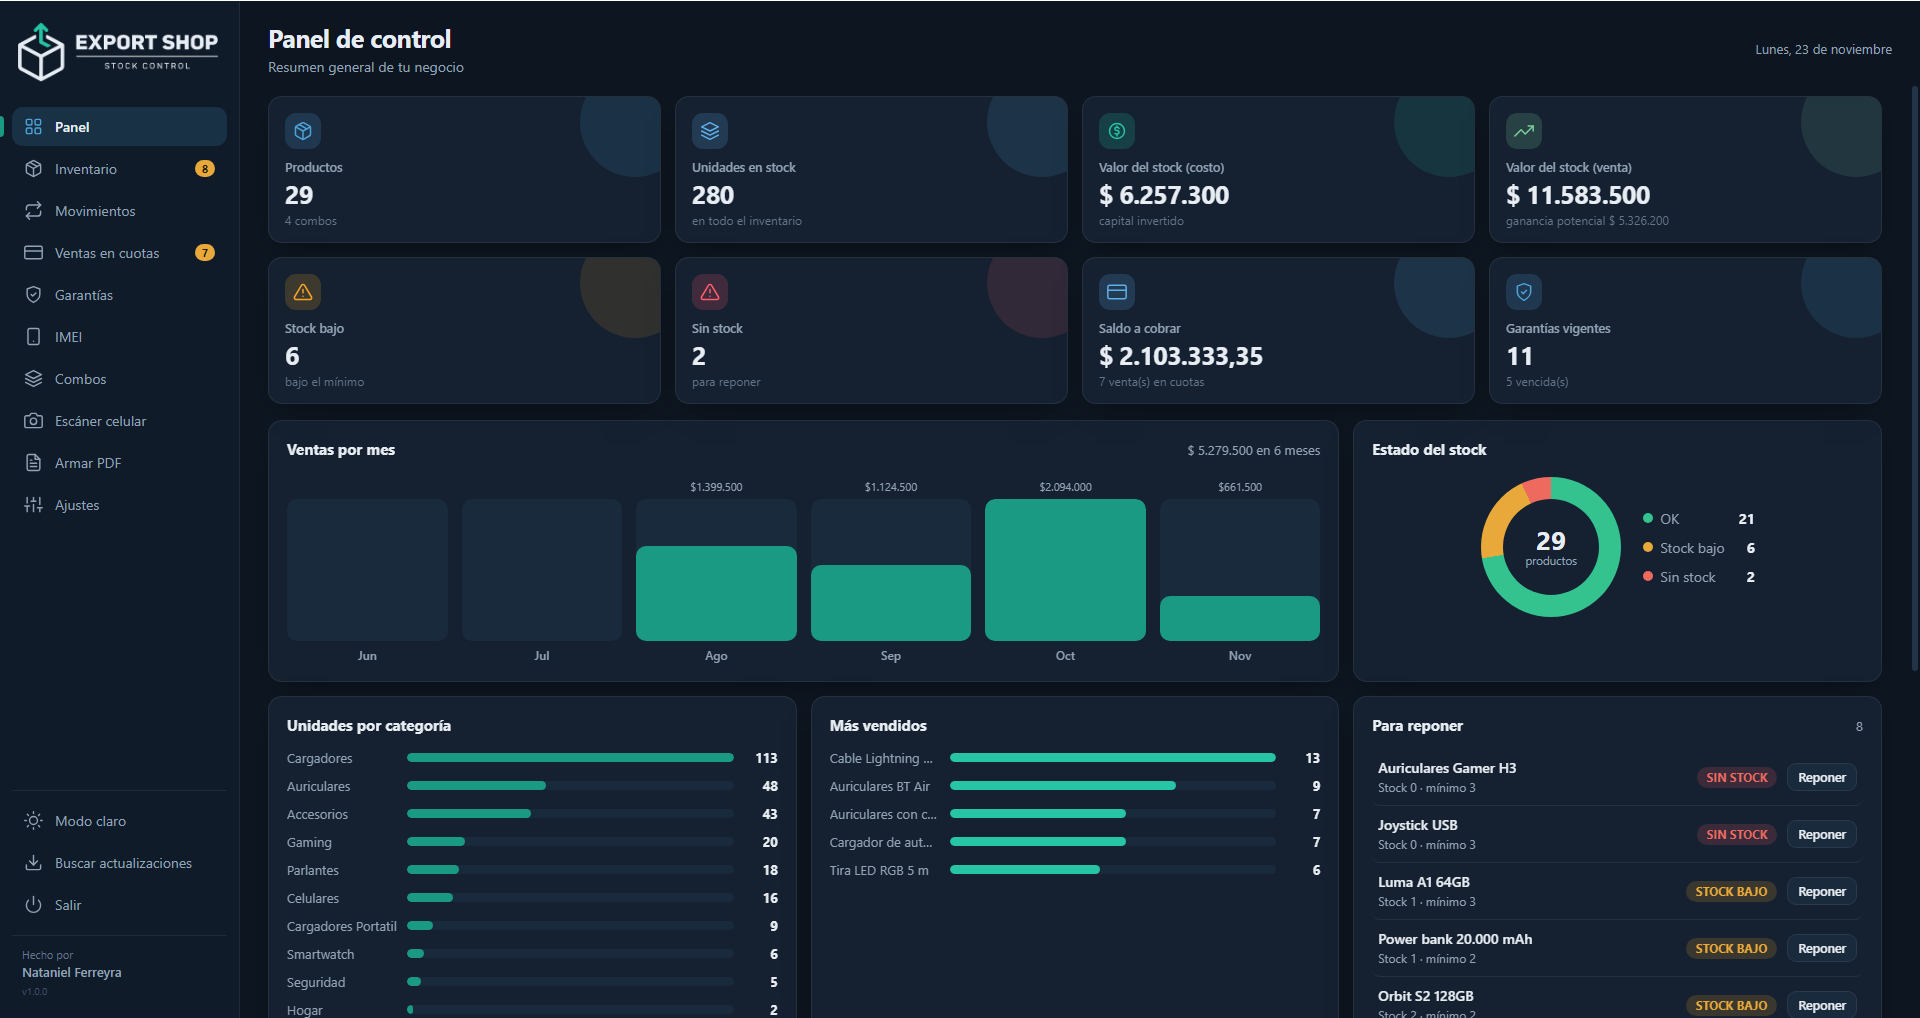 EXPORT SHOP
STOCK CONTROL
Panel
Inventario 8
Movimientos
Ventas en cuotas 7
Garantías
IMEI
Combos
Escáner celular
Armar PDF
Ajustes
Modo claro
Buscar actualizaciones
Salir
Hecho por
Nataniel Ferreyra
v1.0.0
Panel de control
Resumen general de tu negocio
Lunes, 23 de noviembre
Productos
29
4 combos
Unidades en stock
280
en todo el inventario
Valor del stock (costo)
$ 6.257.300
capital invertido
Valor del stock (venta)
$ 11.583.500
ganancia potencial $ 5.326.200
Stock bajo
6
bajo el mínimo
Sin stock
2
para reponer
Saldo a cobrar
$ 2.103.333,35
7 venta(s) en cuotas
Garantías vigentes
11
5 vencida(s)
Ventas por mes
$ 5.279.500 en 6 meses
$1.399.500 $1.124.500 $2.094.000 $661.500
Jun Jul Ago Sep Oct Nov
Estado del stock
29
productos
OK 21
Stock bajo 6
Sin stock 2
Unidades por categoría
Cargadores 113
Auriculares 48
Accesorios 43
Gaming 20
Parlantes 18
Celulares 16
Cargadores Portatil 9
Smartwatch 6
Seguridad 5
Hogar 2
Más vendidos
Cable Lightning ... 13
Auriculares BT Air 9
Auriculares con c... 7
Cargador de aut... 7
Tira LED RGB 5 m 6
Para reponer 8
Auriculares Gamer H3
Stock 0 · mínimo 3
SIN STOCK Reponer
Joystick USB
Stock 0 · mínimo 3
SIN STOCK Reponer
Luma A1 64GB
Stock 1 · mínimo 3
STOCK BAJO Reponer
Power bank 20.000 mAh
Stock 1 · mínimo 2
STOCK BAJO Reponer
Orbit S2 128GB
Stock 2 · mínimo 2
STOCK BAJO Reponer